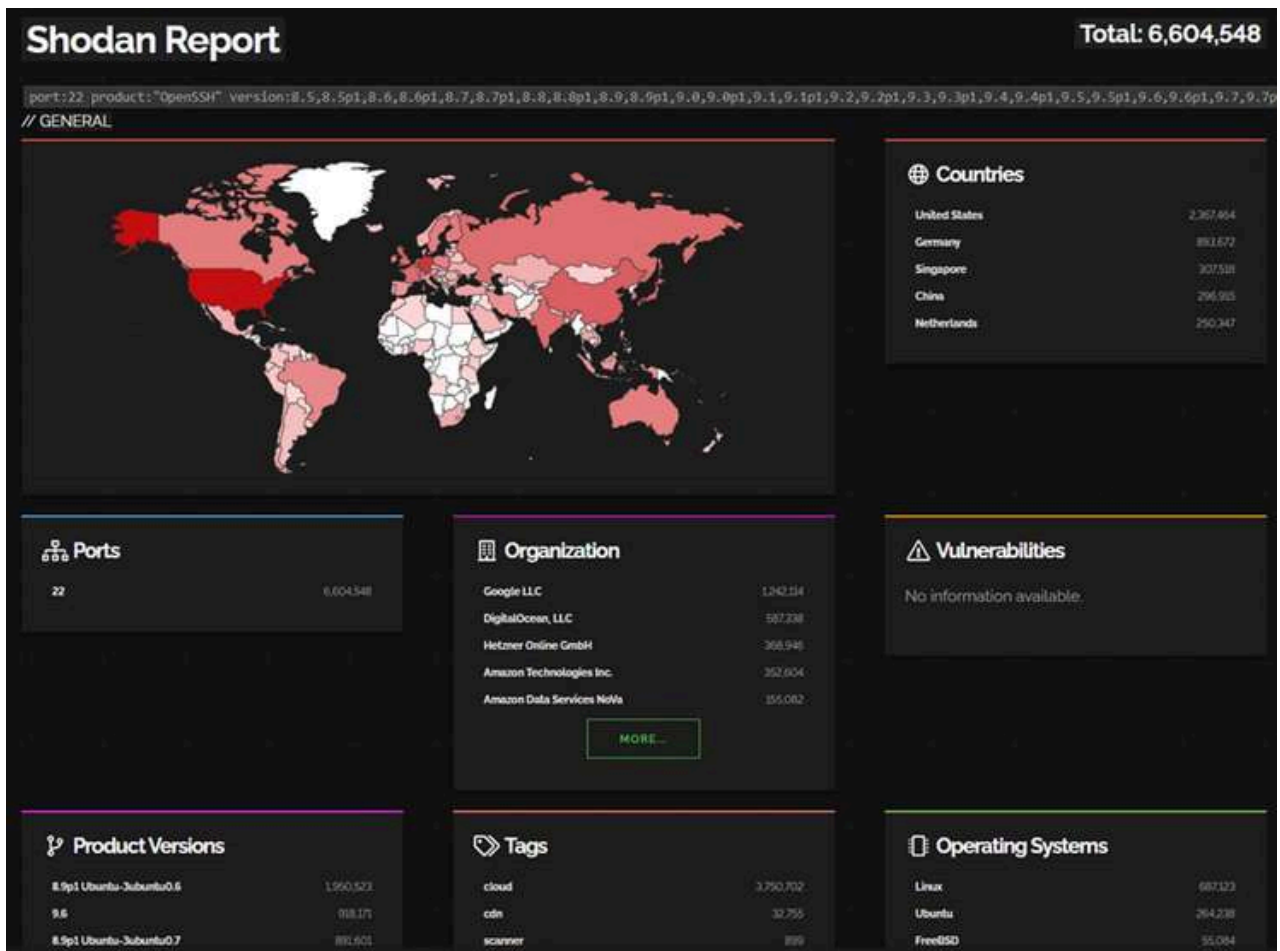 Shodan Report
Total: 6,604,548
port:22 product:"OpenSSH" version:8.5,8.5p1,8.6,8.6p1,8.7,8.7p1,8.8,8.8p1,8.9,8.9p1,9.0,9.0p1,9.1,9.1p1,9.2,9.2p1,9.3,9.3p1,9.4,9.4p1,9.5,9.5p1,9.6,9.6p1,9.7,9.7p
// GENERAL
Countries
United States 2,367,464
Germany 893,672
Singapore 307,518
China 296,915
Netherlands 250,347
Ports
22 6,604,548
Organization
Google LLC 1,242,114
DigitalOcean, LLC 587,238
Hetzner Online GmbH 368,946
Amazon Technologies Inc. 352,604
Amazon Data Services NoVa 155,082
MORE...
Vulnerabilities
No information available.
Product Versions
8.9p1 Ubuntu-3ubuntu0.6 1,950,523
9.6 918,171
8.9p1 Ubuntu-3ubuntu0.7 891,601
Tags
cloud 3,750,702
cdn 32,755
scanner 899
Operating Systems
Linux 687,123
Ubuntu 264,238
FreeBSD 55,084